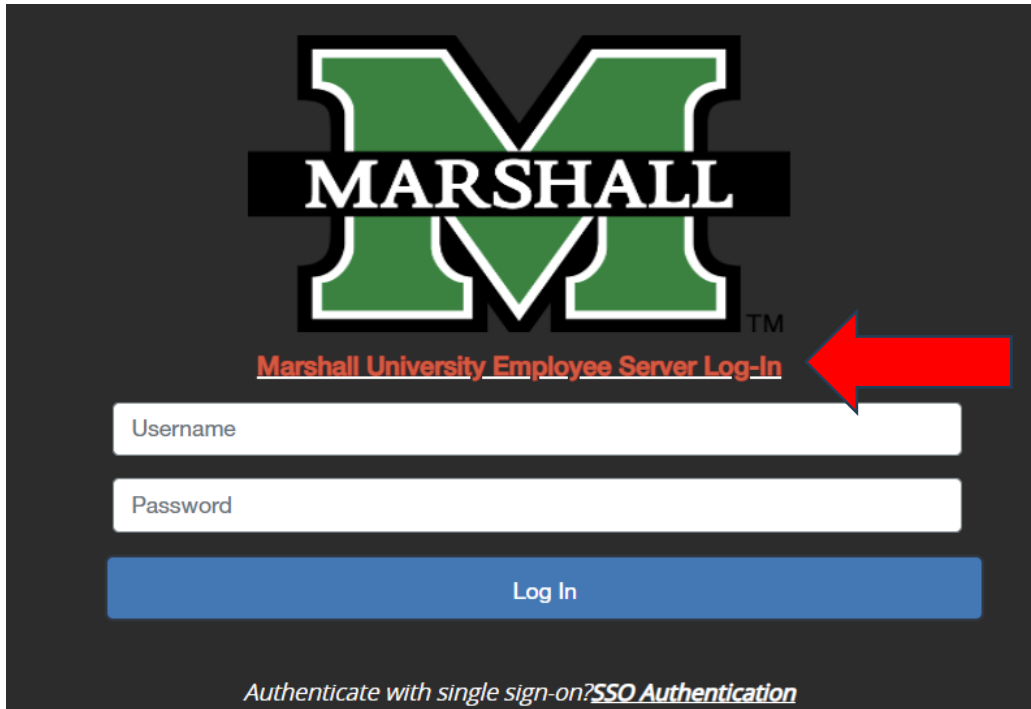 MARSHALL
TM
Marshall University Employee Server Log-In
Username
Password
Log In
Authenticate with single sign-on?SSO Authentication